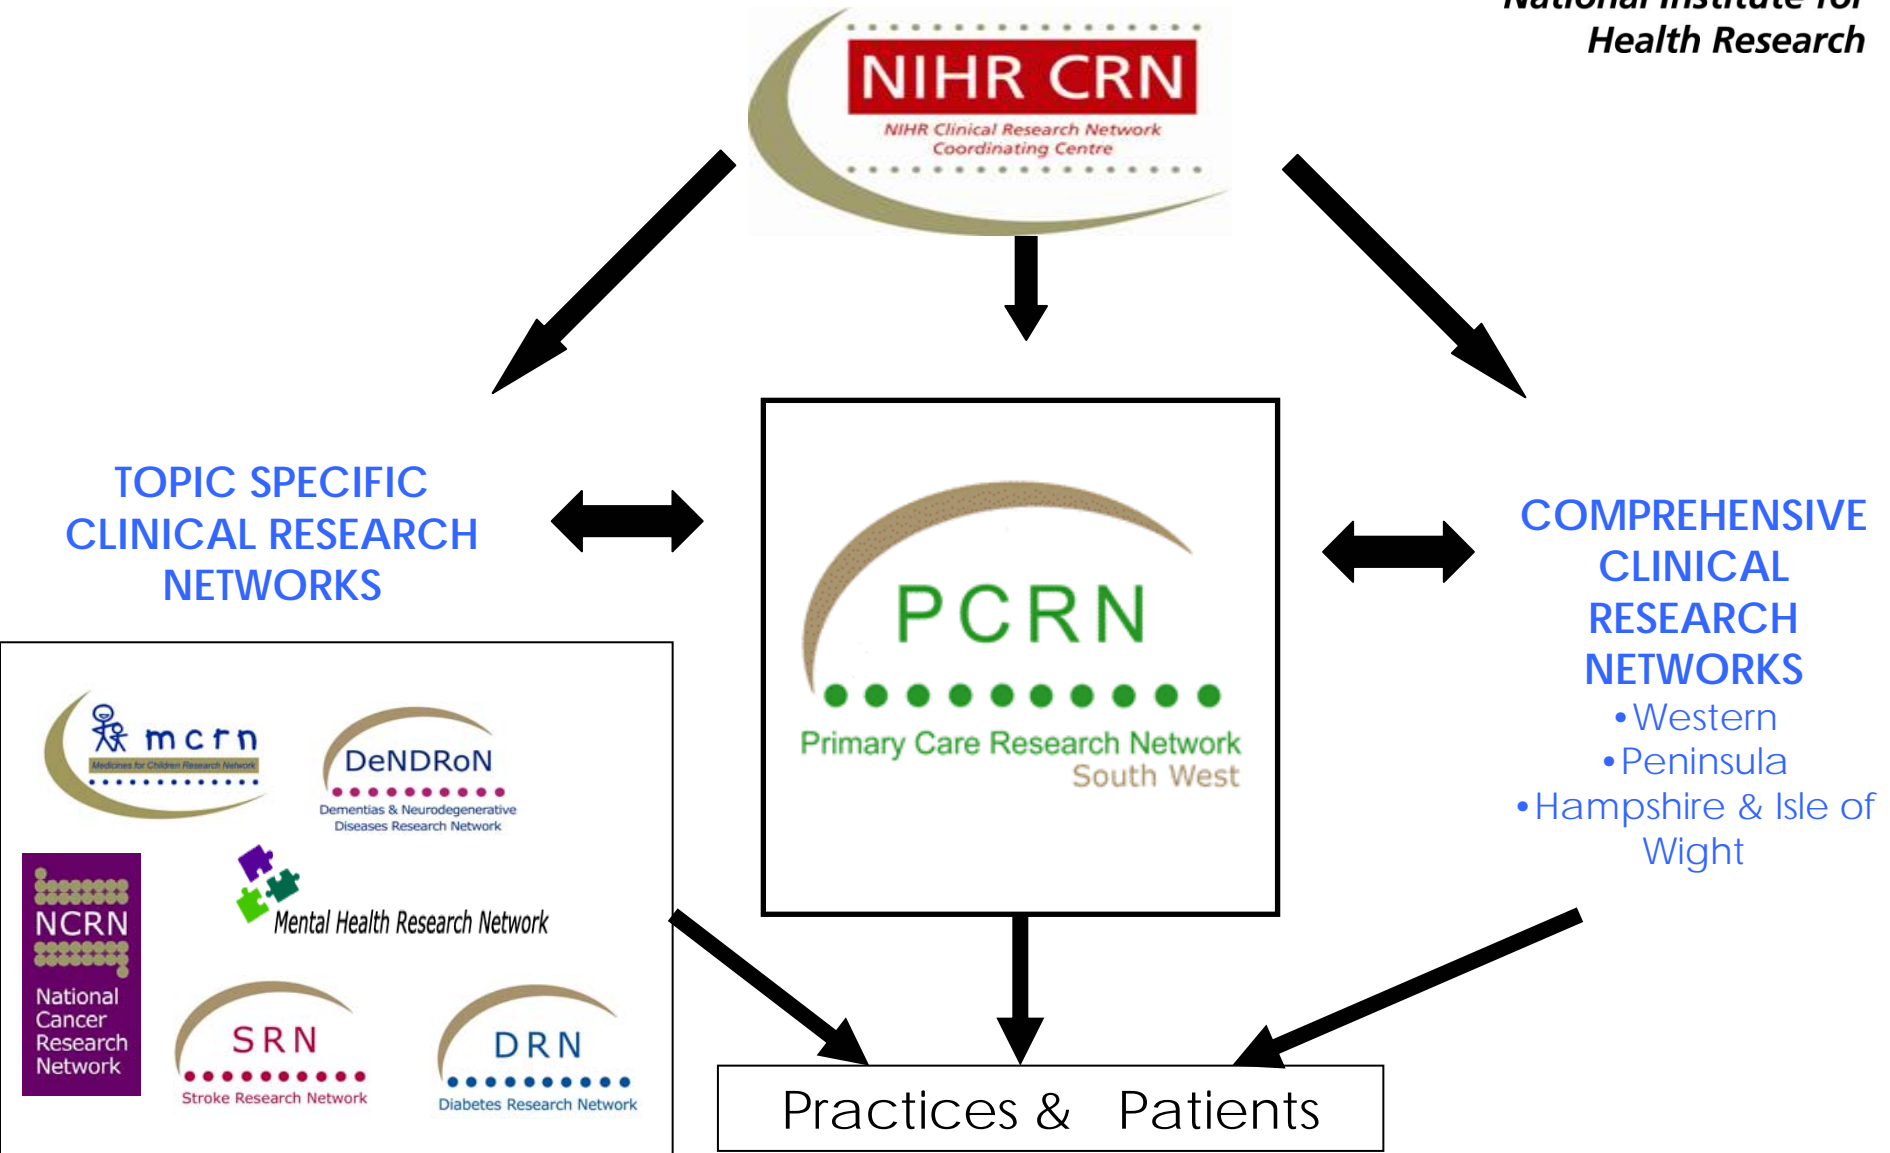 National Institute for
Health Research
NIHR CRN
NIHR Clinical Research Network
Coordinating Centre
TOPIC SPECIFIC
CLINICAL RESEARCH
NETWORKS
PCRN
Primary Care Research Network
South West
COMPREHENSIVE
CLINICAL
RESEARCH
NETWORKS
•Western
•Peninsula
•Hampshire & Isle of
Wight
mcrn
Medicines for Children Research Network
DeNDRoN
Dementias & Neurodegenerative
Diseases Research Network
NCRN
National
Cancer
Research
Network
Mental Health Research Network
SRN
Stroke Research Network
DRN
Diabetes Research Network
Practices & Patients